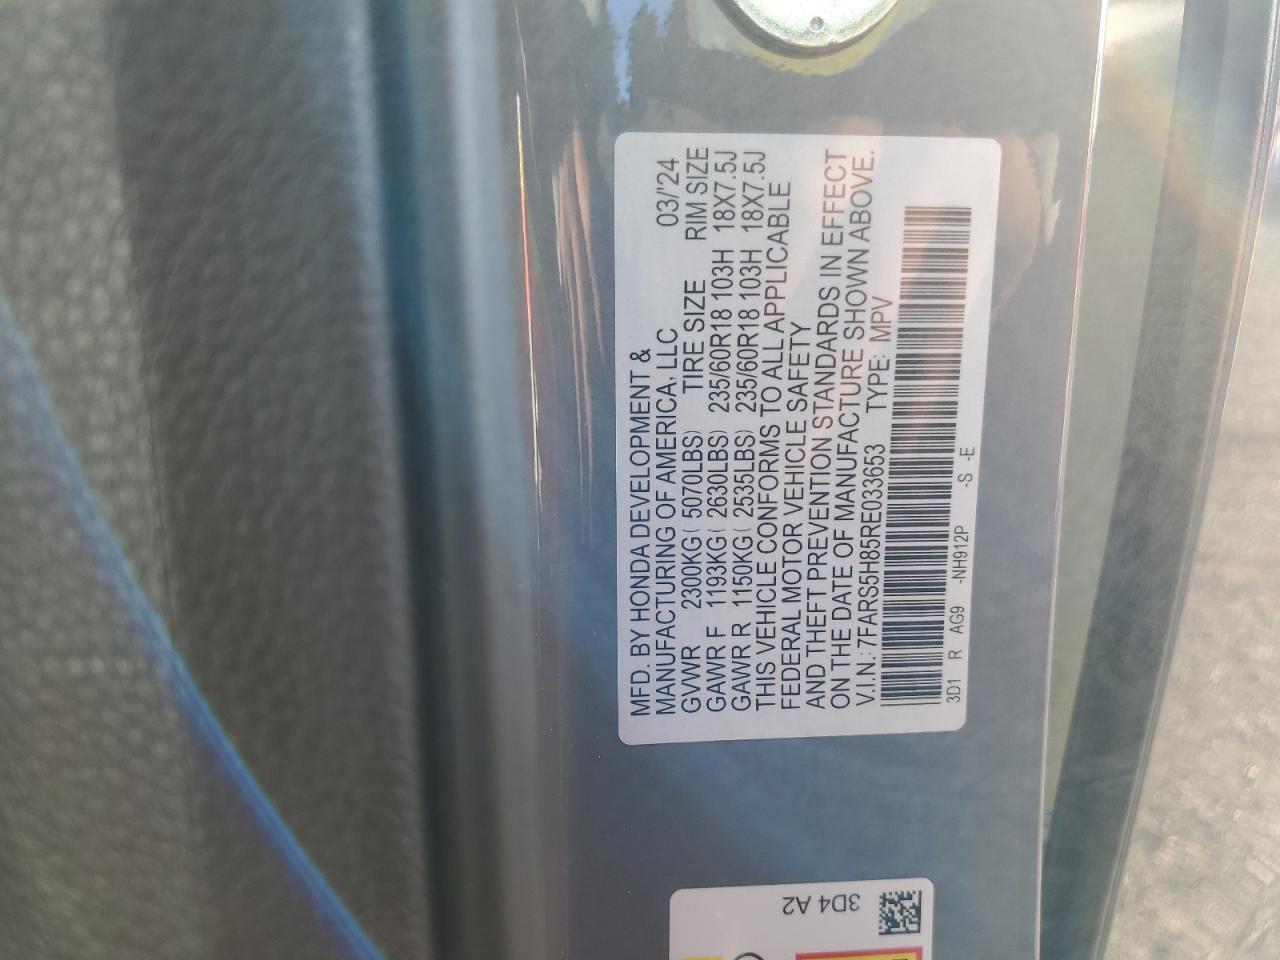 MFD. BY HONDA DEVELOPMENT &
MANUFACTURING OF AMERICA, LLC 03/'24
GVWR 2300KG( 5070LBS) TIRE SIZE RIM SIZE
GAWR F 1193KG( 2630LBS) 235/60R18 103H 18X7.5J
GAWR R 1150KG( 2535LBS) 235/60R18 103H 18X7.5J
THIS VEHICLE CONFORMS TO ALL APPLICABLE
FEDERAL MOTOR VEHICLE SAFETY
AND THEFT PREVENTION STANDARDS IN EFFECT
ON THE DATE OF MANUFACTURE SHOWN ABOVE.
V.I.N.: 7FARS5H85RE033653 TYPE: MPV
3D1 R AG9 -NH912P -S -E
3D4 A2